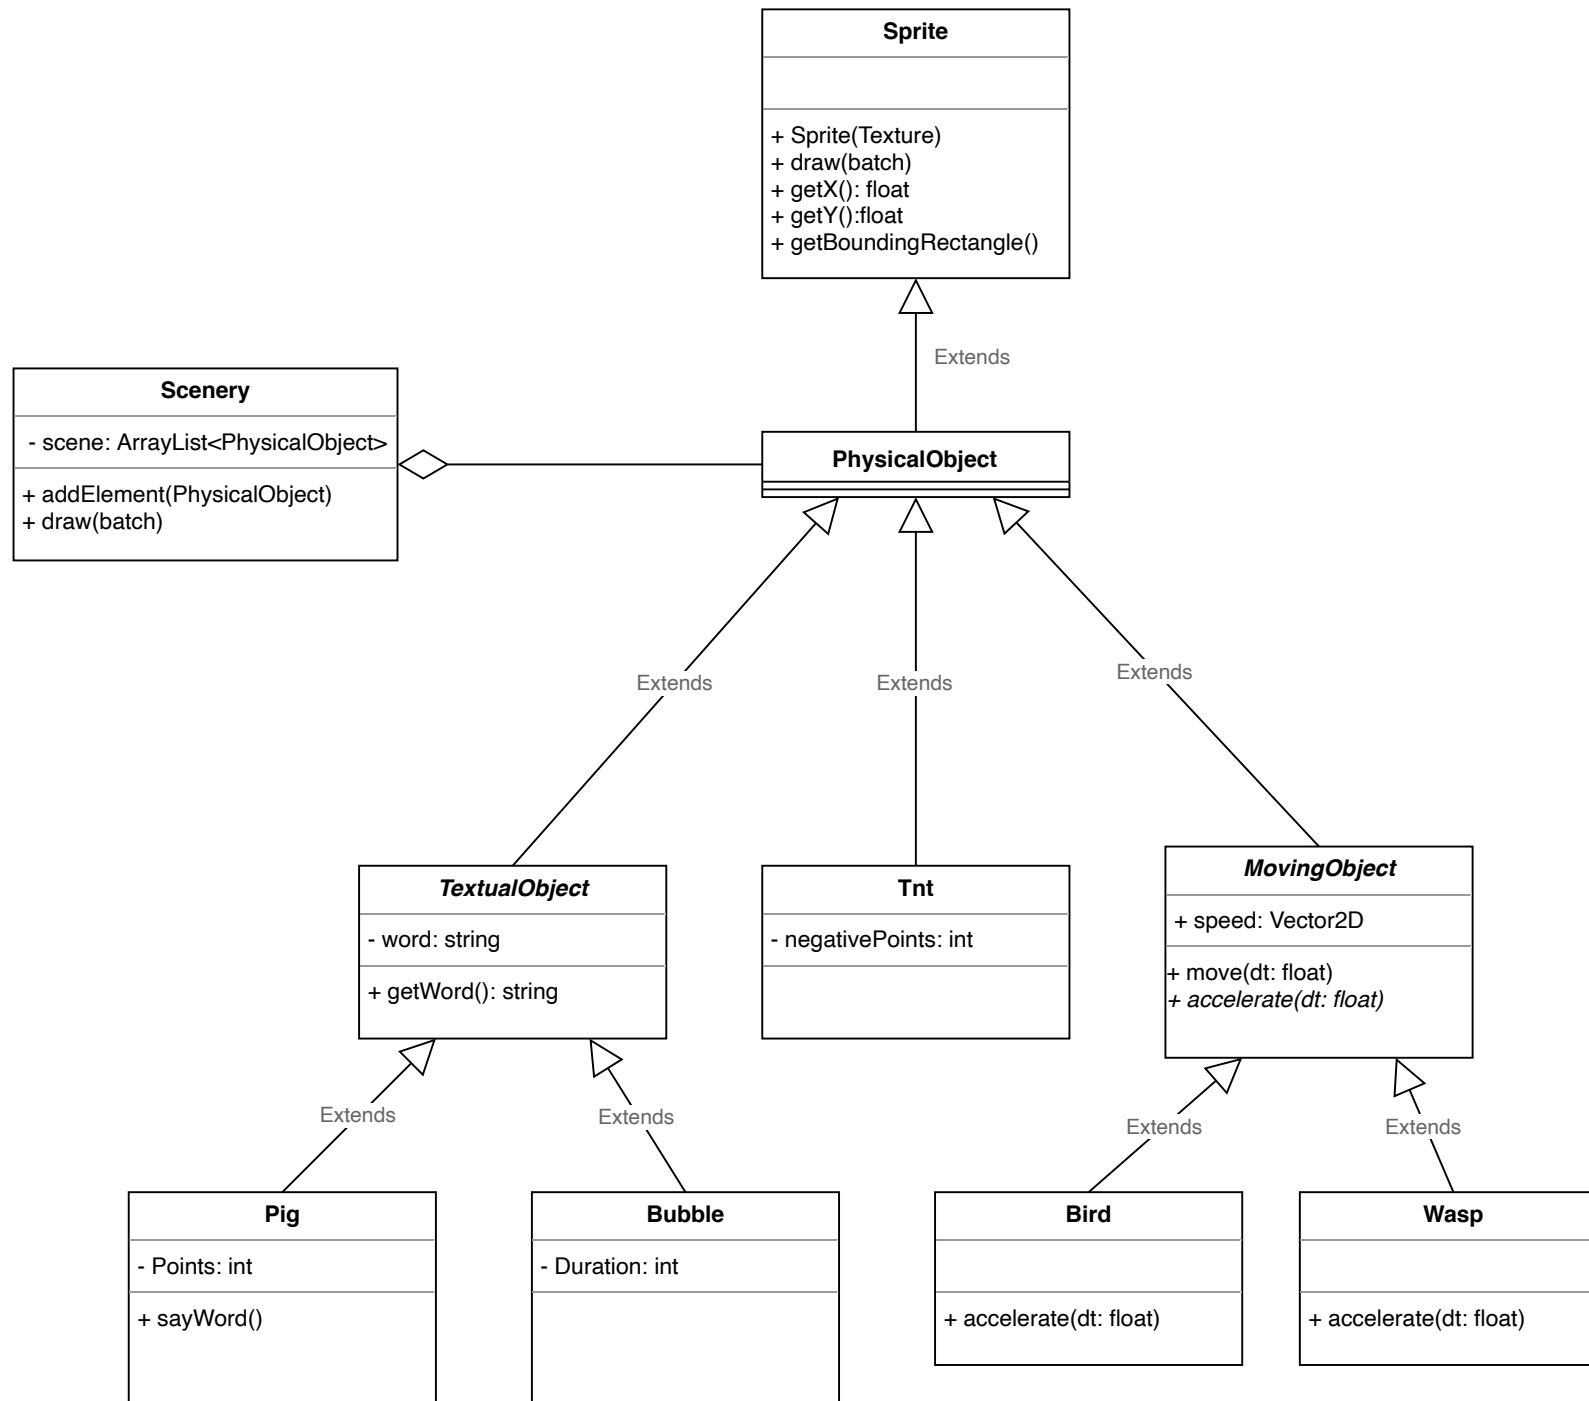 Sprite
+ Sprite(Texture)
+ draw(batch)
+ getX(): float
+ getY():float
+ getBoundingRectangle()
Extends
Scenery
- scene: ArrayList<PhysicalObject>
+ addElement(PhysicalObject)
+ draw(batch)
PhysicalObject
Extends
Extends
Extends
TextualObject
- word: string
+ getWord(): string
Tnt
- negativePoints: int
MovingObject
+ speed: Vector2D
+ move(dt: float)
+ accelerate(dt: float)
Extends
Extends
Extends
Extends
Pig
- Points: int
+ sayWord()
Bubble
- Duration: int
Bird
+ accelerate(dt: float)
Wasp
+ accelerate(dt: float)